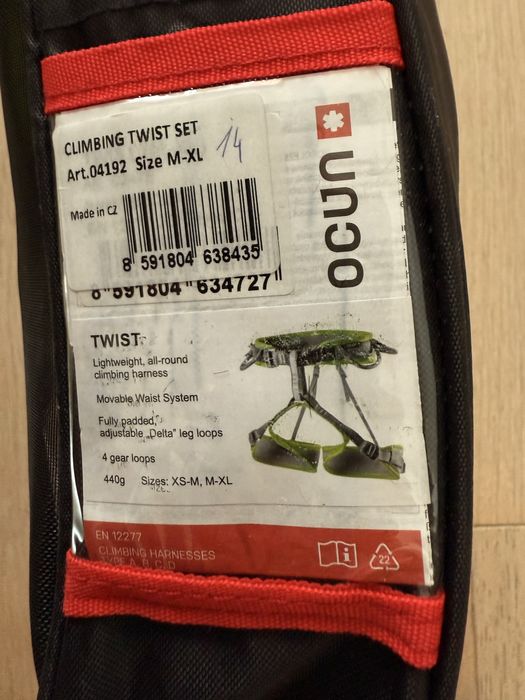 CLIMBING TWIST SET
Art.04192 Size M-XL
14
Made in CZ
8 591804 638435
8 591804 634727
ocun
TWIST
Lightweight, all-round
climbing harness
Movable Waist System
Fully padded,
adjustable „Delta" leg loops
4 gear loops
440g Sizes: XS-M, M-XL
EN 12277
CLIMBING HARNESSES
TYPE A, B, C, D
i
22